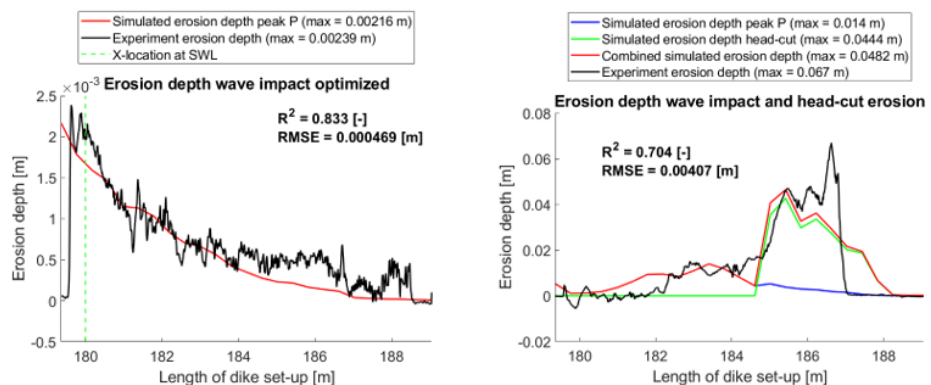 Simulated erosion depth peak P (max = 0.00216 m)
Experiment erosion depth (max = 0.00239 m)
X-location at SWL
×10⁻³
Erosion depth wave impact optimized
2.5
2
1.5
1
0.5
0
-0.5
R² = 0.833 [-]
RMSE = 0.000469 [m]
Erosion depth [m]
180
182
184
186
188
Length of dike set-up [m]
Simulated erosion depth peak P (max = 0.014 m)
Simulated erosion depth head-cut (max = 0.0444 m)
Combined simulated erosion depth (max = 0.0482 m)
Experiment erosion depth (max = 0.067 m)
Erosion depth wave impact and head-cut erosion
0.08
0.06
0.04
0.02
0
-0.02
R² = 0.704 [-]
RMSE = 0.00407 [m]
Erosion depth [m]
180
182
184
186
188
Length of dike set-up [m]